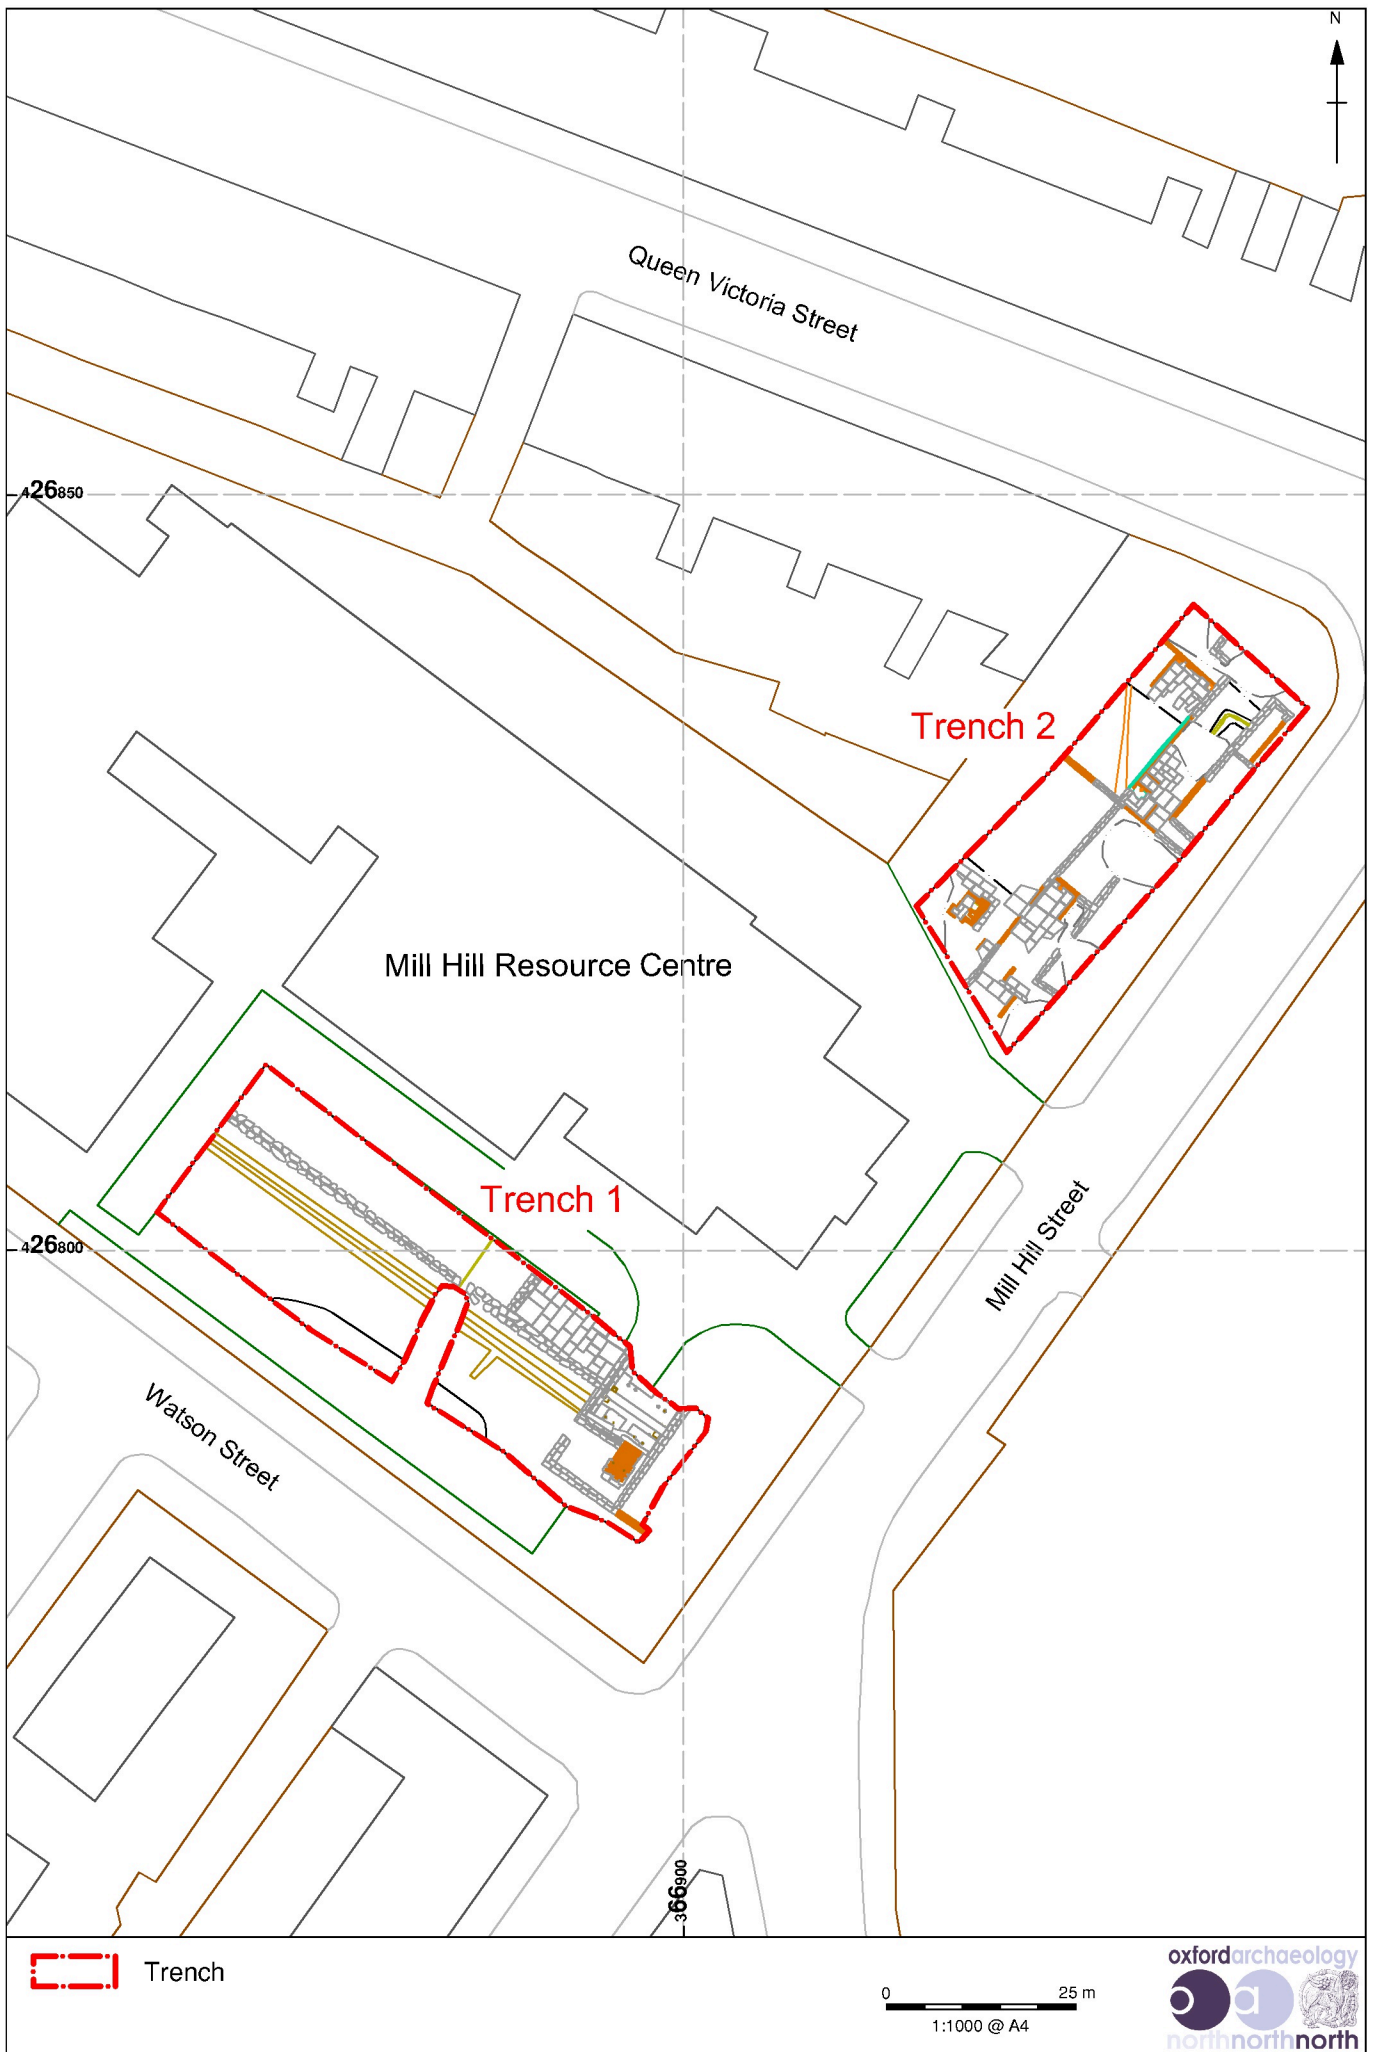 N
Queen Victoria Street
426850
Trench 2
Mill Hill Resource Centre
Trench 1
426800
Mill Hill Street
Watson Street
366900
Trench
0 25 m
1:1000 @ A4
oxfordarchaeology
oa
northnorthnorth